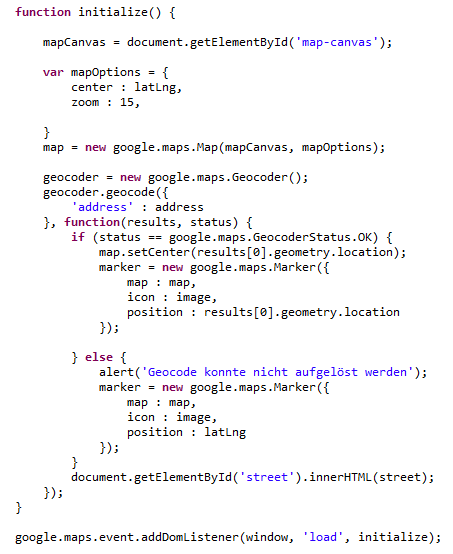 function initialize() {
mapCanvas = document.getElementById('map-canvas');
var mapOptions = {
center : latLng,
zoom : 15,
}
map = new google.maps.Map(mapCanvas, mapOptions);
geocoder = new google.maps.Geocoder();
geocoder.geocode({
'address' : address
}, function(results, status) {
if (status == google.maps.GeocoderStatus.OK) {
map.setCenter(results[0].geometry.location);
marker = new google.maps.Marker({
map : map,
icon : image,
position : results[0].geometry.location
});
} else {
alert('Geocode konnte nicht aufgelöst werden');
marker = new google.maps.Marker({
map : map,
icon : image,
position : latLng
});
}
document.getElementById('street').innerHTML(street);
});
}
google.maps.event.addDomListener(window, 'load', initialize);